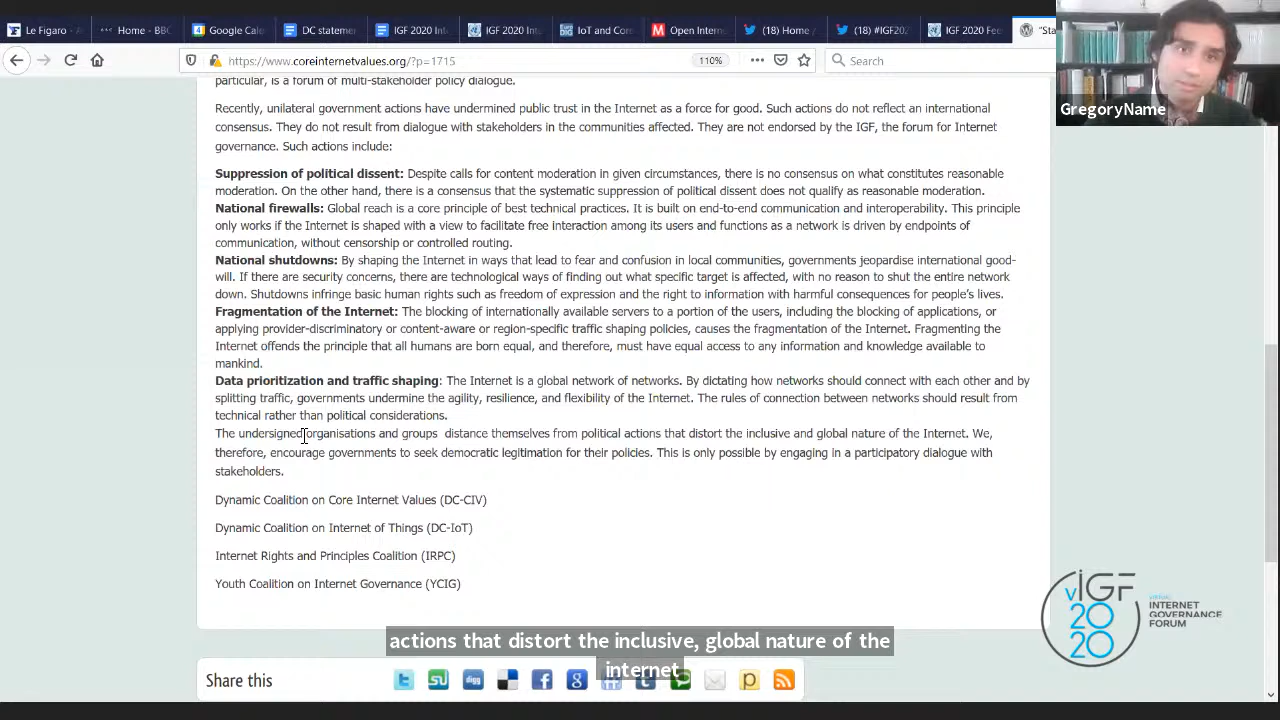 Le Figaro - A
Home - BBC
Google Cale
DC stateme
IGF 2020 Int
IGF 2020 Int
IoT and Cor
Open Intern
(18) Home /
(18) #IGF202
IGF 2020 Fee
"Sta
https://www.coreinternetvalues.org/?p=1715
110%
Search
GregoryName
particular, is a forum of multi-stakeholder policy dialogue.
Recently, unilateral government actions have undermined public trust in the Internet as a force for good. Such actions do not reflect an international
consensus. They do not result from dialogue with stakeholders in the communities affected. They are not endorsed by the IGF, the forum for Internet
governance. Such actions include:
Suppression of political dissent: Despite calls for content moderation in given circumstances, there is no consensus on what constitutes reasonable
moderation. On the other hand, there is a consensus that the systematic suppression of political dissent does not qualify as reasonable moderation.
National firewalls: Global reach is a core principle of best technical practices. It is built on end-to-end communication and interoperability. This principle
only works if the Internet is shaped with a view to facilitate free interaction among its users and functions as a network is driven by endpoints of
communication, without censorship or controlled routing.
National shutdowns: By shaping the Internet in ways that lead to fear and confusion in local communities, governments jeopardise international good-
will. If there are security concerns, there are technological ways of finding out what specific target is affected, with no reason to shut the entire network
down. Shutdowns infringe basic human rights such as freedom of expression and the right to information with harmful consequences for people's lives.
Fragmentation of the Internet: The blocking of internationally available servers to a portion of the users, including the blocking of applications, or
applying provider-discriminatory or content-aware or region-specific traffic shaping policies, causes the fragmentation of the Internet. Fragmenting the
Internet offends the principle that all humans are born equal, and therefore, must have equal access to any information and knowledge available to
mankind.
Data prioritization and traffic shaping: The Internet is a global network of networks. By dictating how networks should connect with each other and by
splitting traffic, governments undermine the agility, resilience, and flexibility of the Internet. The rules of connection between networks should result from
technical rather than political considerations.
The undersigned organisations and groups distance themselves from political actions that distort the inclusive and global nature of the Internet. We,
therefore, encourage governments to seek democratic legitimation for their policies. This is only possible by engaging in a participatory dialogue with
stakeholders.
Dynamic Coalition on Core Internet Values (DC-CIV)
Dynamic Coalition on Internet of Things (DC-IoT)
Internet Rights and Principles Coalition (IRPC)
Youth Coalition on Internet Governance (YCIG)
vIGF
2020
VIRTUAL
INTERNET
GOVERNANCE
FORUM
actions that distort the inclusive, global nature of the
internet
Share this
digg